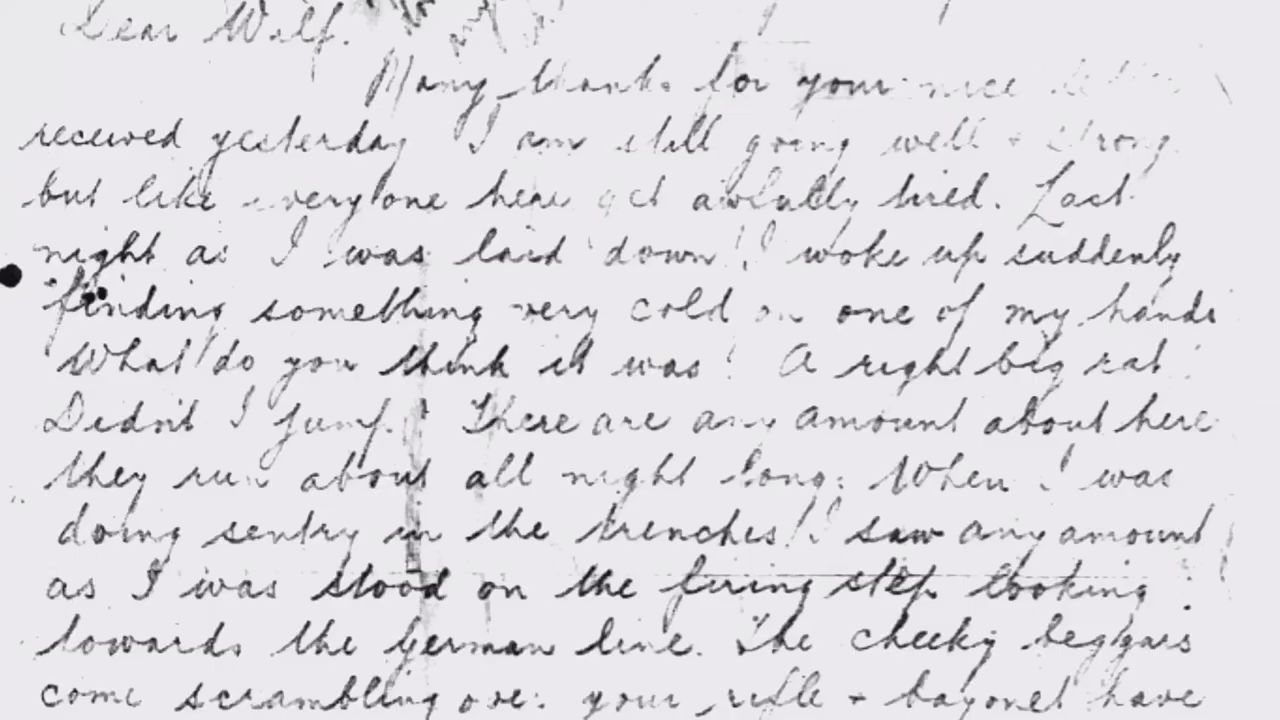 Dear Wilf.
Many thanks for your nice letter
received yesterday I am still going well + strong
but like everyone here get awfully tired. Last
night as I was laid down I woke up suddenly
finding something very cold on one of my hands
What do you think it was? A right big rat.
Didn't I jump.! There are any amount about here
they run about all night long. When I was
doing sentry in the trenches I saw any amount
as I was stood on the firing step looking
towards the German line. The cheeky beggars
come scrambling over your rifle + bayonet have